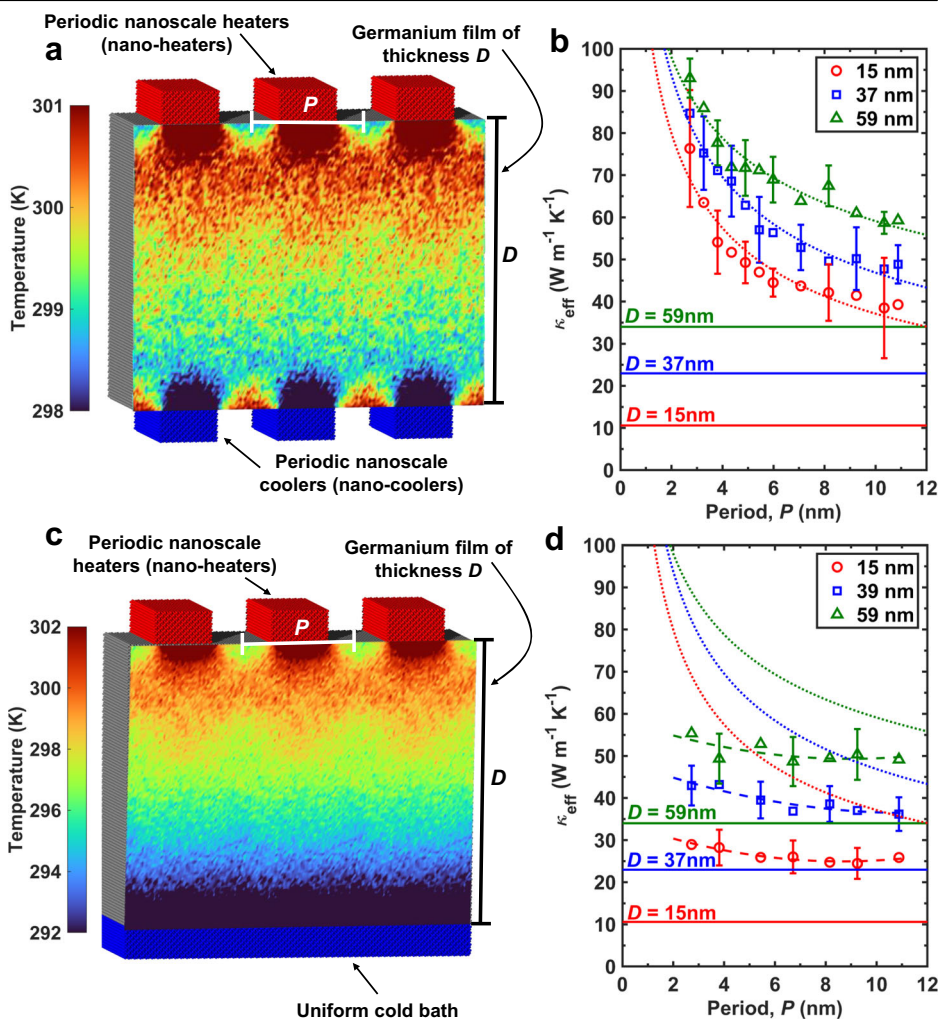 Periodic nanoscale heaters
(nano-heaters)
Germanium film of
thickness D
a
P
D
301
300
299
298
Temperature (K)
Periodic nanoscale
coolers (nano-coolers)
b
100
90
80
70
60
50
40
30
20
10
0
κeff (W m⁻¹ K⁻¹)
15 nm
37 nm
59 nm
D = 59nm
D = 37nm
D = 15nm
0 2 4 6 8 10 12
Period, P (nm)
c
Periodic nanoscale
heaters (nano-heaters)
Germanium film of
thickness D
P
D
302
300
298
296
294
292
Temperature (K)
Uniform cold bath
d
100
90
80
70
60
50
40
30
20
10
0
κeff (W m⁻¹ K⁻¹)
15 nm
39 nm
59 nm
D = 59nm
D = 37nm
D = 15nm
0 2 4 6 8 10 12
Period, P (nm)